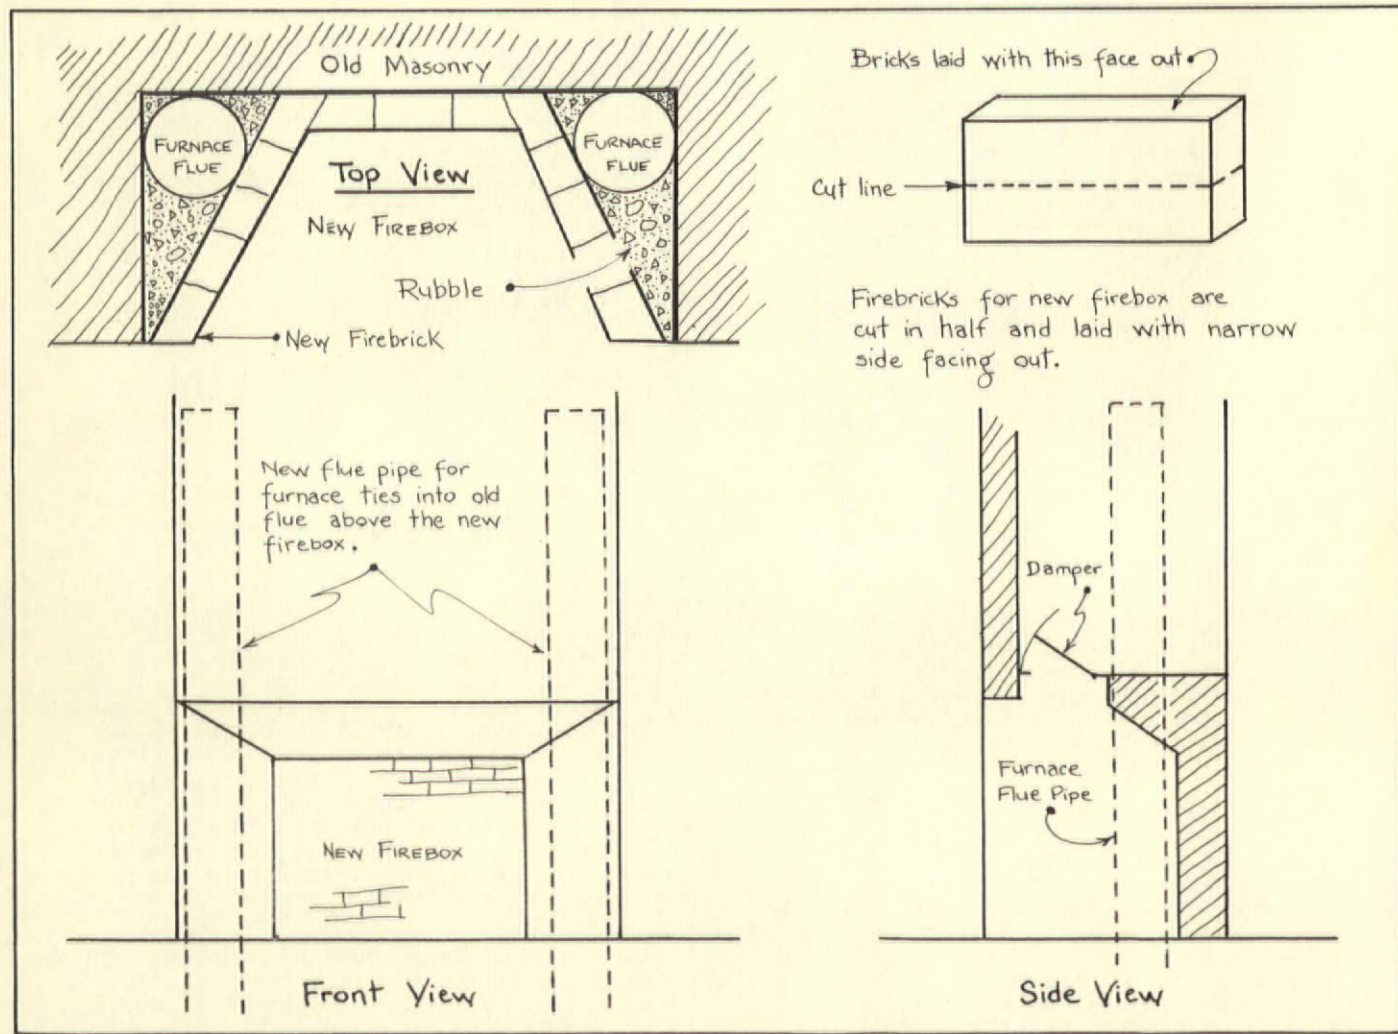 Old Masonry
FURNACE
FLUE
FURNACE
FLUE
Top View
NEW FIREBOX
Rubble
New Firebrick
Bricks laid with this face out
Cut line
Firebricks for new firebox are
cut in half and laid with narrow
side facing out.
New flue pipe for
furnace ties into old
flue above the new
firebox.
NEW FIREBOX
Front View
Damper
Furnace
Flue Pipe
Side View